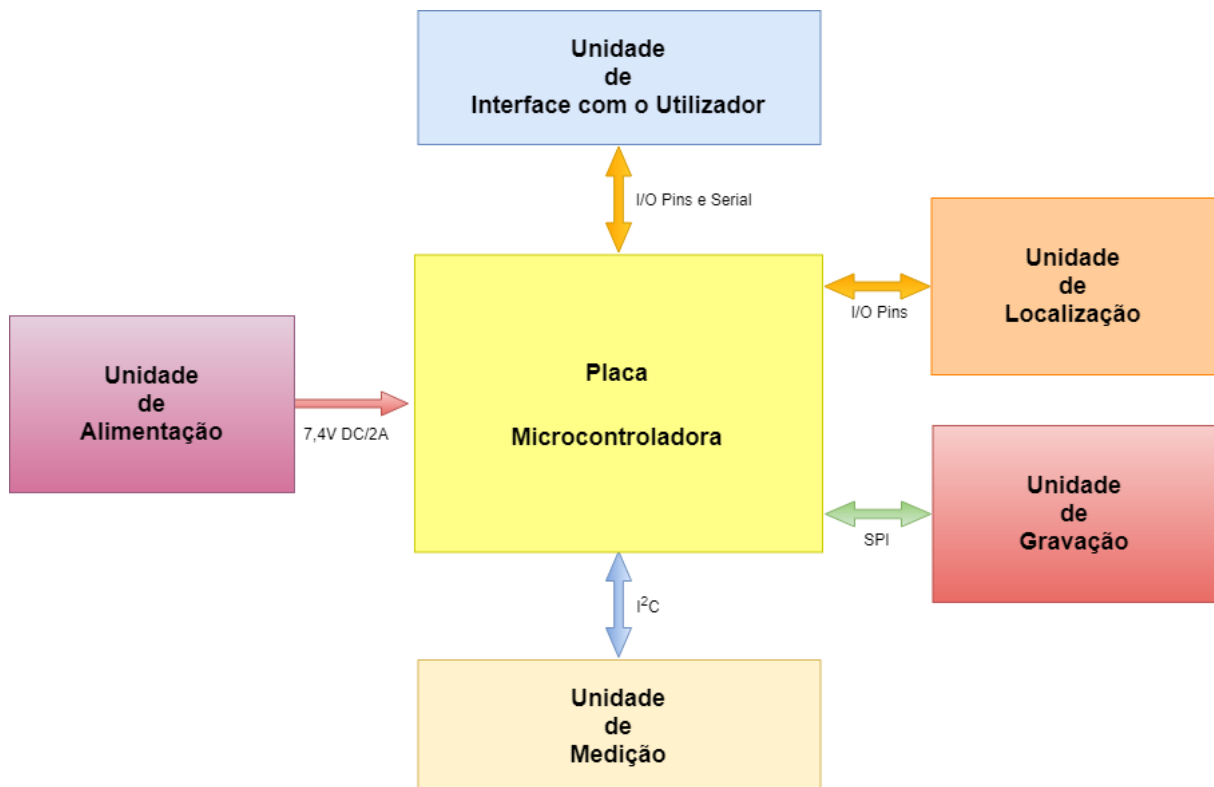 Unidade
de
Interface com o Utilizador
I/O Pins e Serial
Unidade
de
Localização
I/O Pins
Placa
Microcontroladora
Unidade
de
Alimentação
7,4V DC/2A
Unidade
de
Gravação
SPI
I²C
Unidade
de
Medição